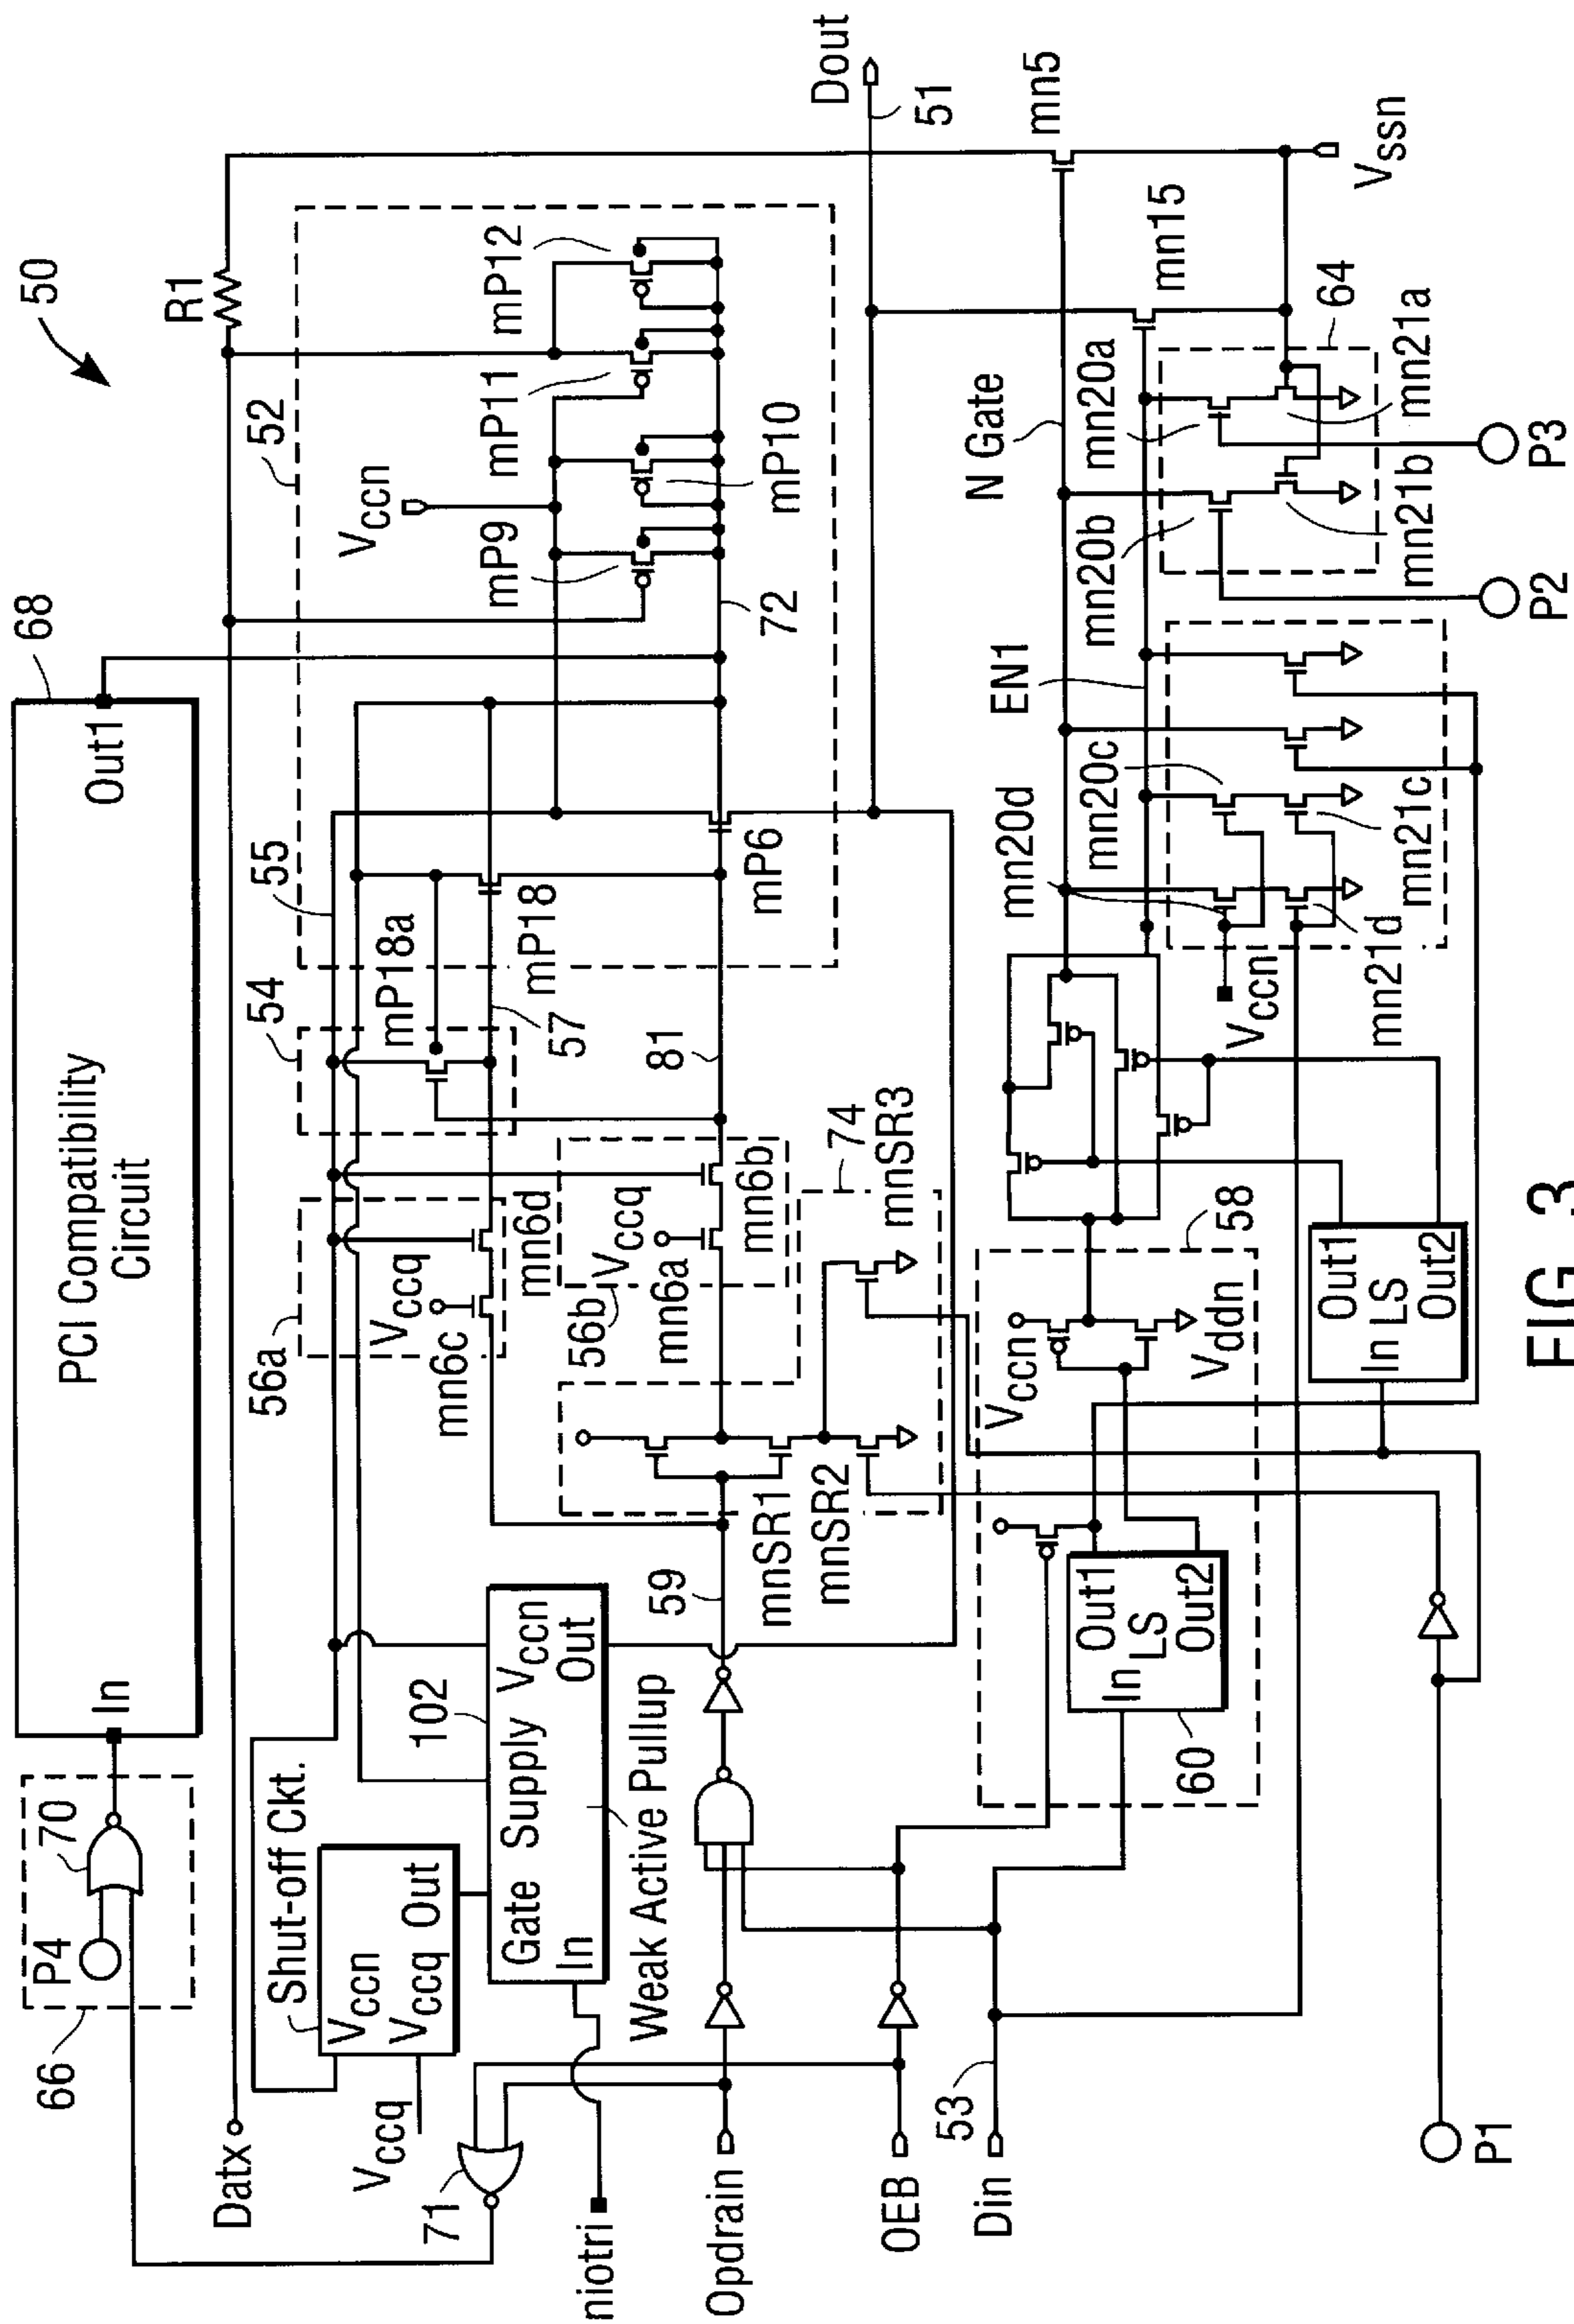 50
68
PCI Compatibility
Circuit
In
Out1
66
P4
70
Datx
R1
52
Vccn
mP9
mP10
mP11
mP12
72
54
55
mP18a
mP18
57
mP6
56a
Vccq
mn6c
mn6d
Shut-off Ckt.
Vccn
Vccq
Out
Vccq
71
102
Gate
Supply
Vccn
In
Out
Weak Active Pullup
niotri
Opdrain
OEB
53
Din
59
56b
Vccq
mn6a
mn6b
81
74
mnSR1
mnSR2
mnSR3
Dout
51
mn5
Vssn
mn15
N Gate
EN1
mn20a
mn20b
64
mn21a
mn21b
mn20c
mn20d
mn21c
mn21d
Vccn
58
Vccn
Vddn
Out1
In
LS
Out2
60
Out1
In
LS
Out2
P1
P2
P3
FIG. 3